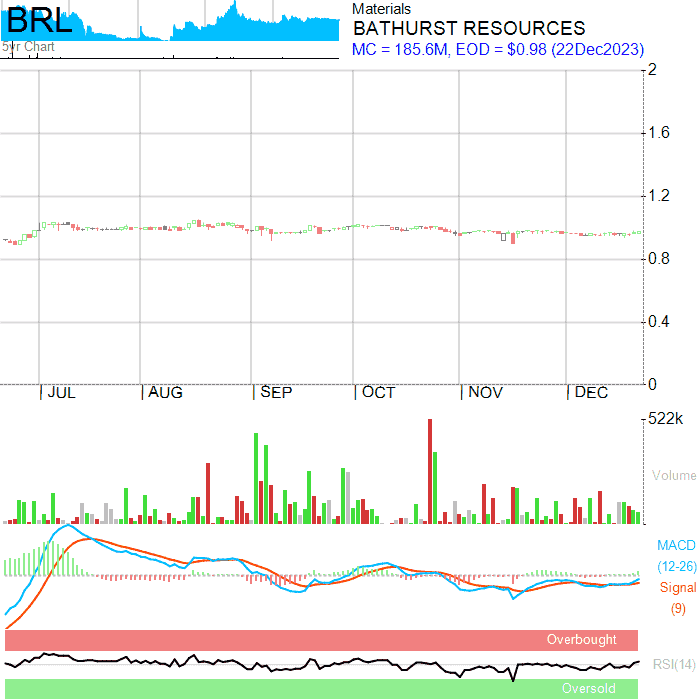 BRL
5yr Chart
Materials
BATHURST RESOURCES
MC = 185.6M, EOD = $0.98 (22Dec2023)
2
1.6
1.2
0.8
0.4
0
JUL AUG SEP OCT NOV DEC
522k
Volume
MACD
(12-26)
Signal
(9)
Overbought
RSI(14)
Oversold